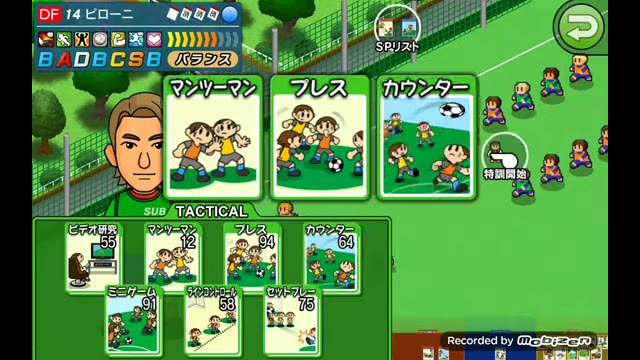 DF 14 ピローニ
SPリスト
B A D B C S B バランス
マンツーマン プレス カウンター
特訓開始
SUB TACTICAL
ビデオ研究 マンツーマン プレス カウンター
55 12 94 64
ミニゲーム ラインコントロール セットプレー
91 58 75
Recorded by Mobizen